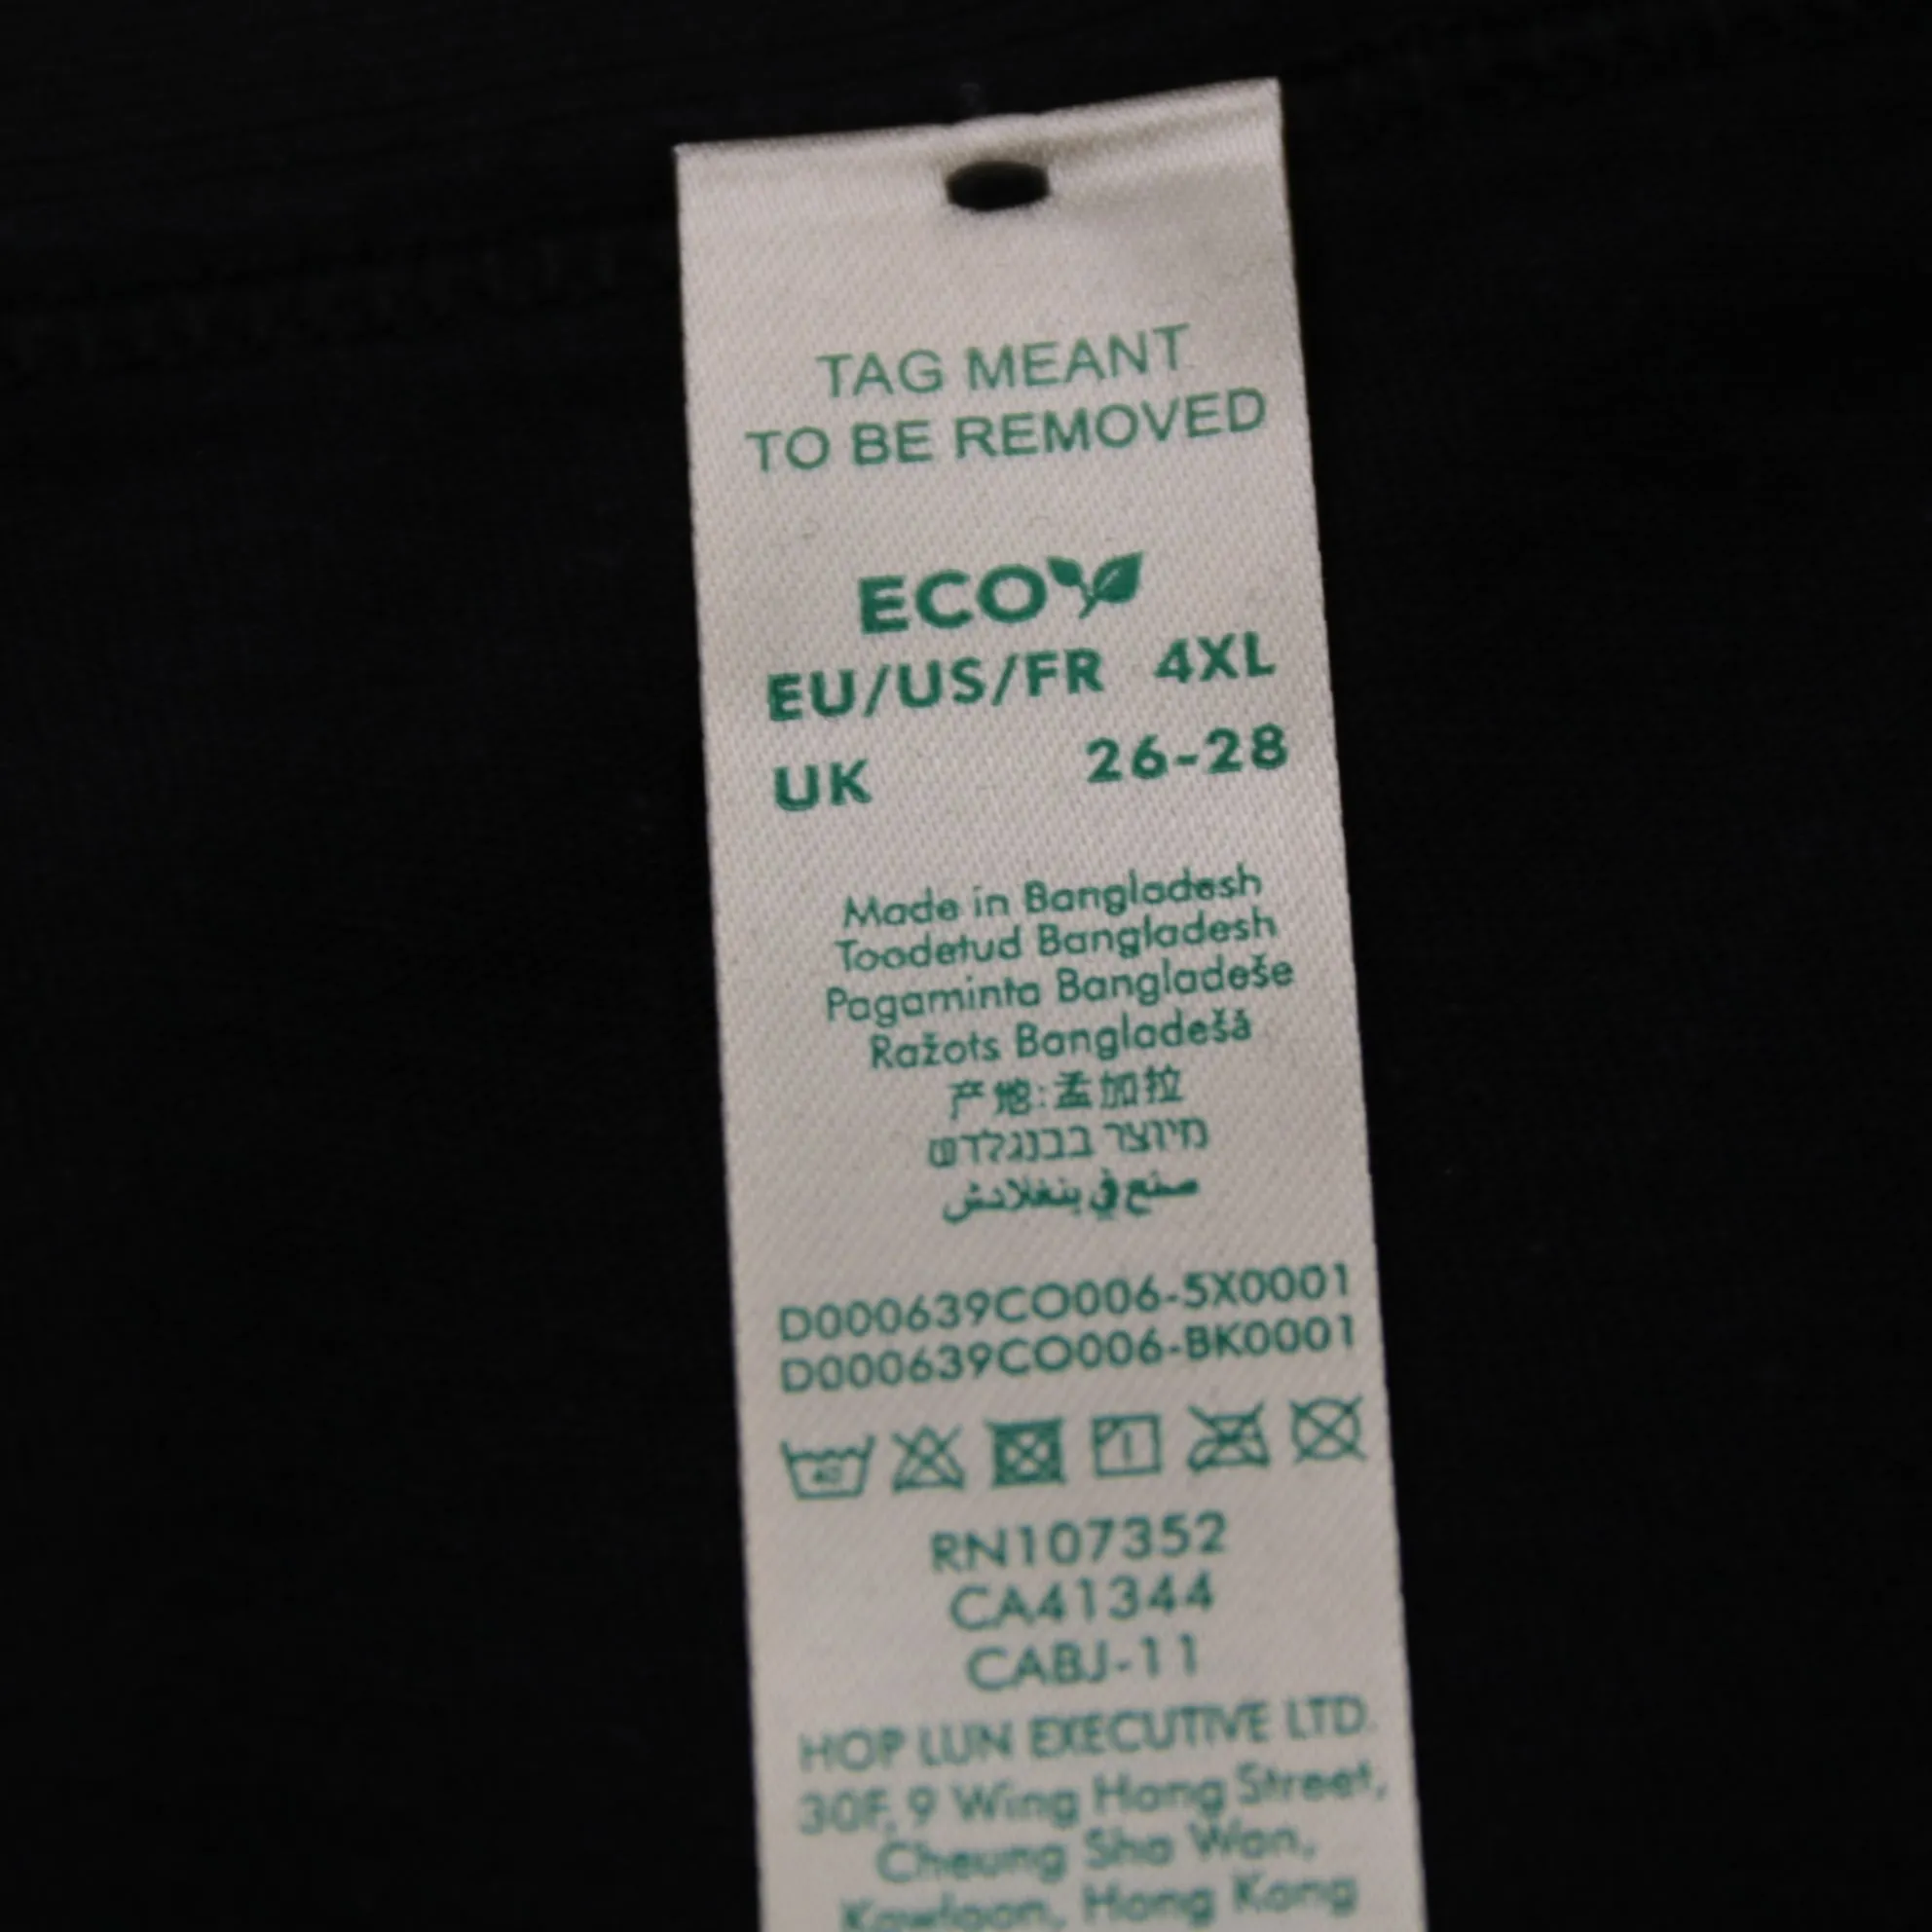 TAG MEANT
TO BE REMOVED
ECO
EU/US/FR 4XL
UK 26-28
Made in Bangladesh
Toodetud Bangladesh
Pagaminta Bangladeše
Ražots Bangladešā
产地:孟加拉
מיוצר בבנגלדש
صنع في بنغلادش
D000639CO006-5X0001
D000639CO006-BK0001
40
RN107352
CA41344
CABJ-11
HOP LUN EXECUTIVE LTD.
30F, 9 Wing Hong Street,
Cheung Sha Wan,
Kowloon, Hong Kong